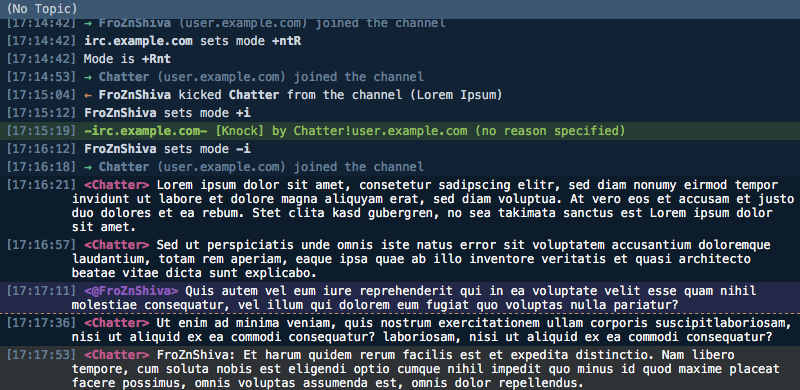 (No Topic)
[17:14:42] → FroZnShiva (user.example.com) joined the channel
[17:14:42] irc.example.com sets mode +ntR
[17:14:42] Mode is +Rnt
[17:14:53] → Chatter (user.example.com) joined the channel
[17:15:04] ← FroZnShiva kicked Chatter from the channel (Lorem Ipsum)
[17:15:12] FroZnShiva sets mode +i
[17:15:19] -irc.example.com- [Knock] by Chatter!user.example.com (no reason specified)
[17:16:12] FroZnShiva sets mode -i
[17:16:18] → Chatter (user.example.com) joined the channel
[17:16:21] <Chatter> Lorem ipsum dolor sit amet, consetetur sadipscing elitr, sed diam nonumy eirmod tempor
invidunt ut labore et dolore magna aliquyam erat, sed diam voluptua. At vero eos et accusam et justo
duo dolores et ea rebum. Stet clita kasd gubergren, no sea takimata sanctus est Lorem ipsum dolor
sit amet.
[17:16:57] <Chatter> Sed ut perspiciatis unde omnis iste natus error sit voluptatem accusantium doloremque
laudantium, totam rem aperiam, eaque ipsa quae ab illo inventore veritatis et quasi architecto
beatae vitae dicta sunt explicabo.
[17:17:11] <@FroZnShiva> Quis autem vel eum iure reprehenderit qui in ea voluptate velit esse quam nihil
molestiae consequatur, vel illum qui dolorem eum fugiat quo voluptas nulla pariatur?
[17:17:36] <Chatter> Ut enim ad minima veniam, quis nostrum exercitationem ullam corporis suscipitlaboriosam,
nisi ut aliquid ex ea commodi consequatur? laboriosam, nisi ut aliquid ex ea commodi consequatur?
[17:17:53] <Chatter> FroZnShiva: Et harum quidem rerum facilis est et expedita distinctio. Nam libero
tempore, cum soluta nobis est eligendi optio cumque nihil impedit quo minus id quod maxime placeat
facere possimus, omnis voluptas assumenda est, omnis dolor repellendus.